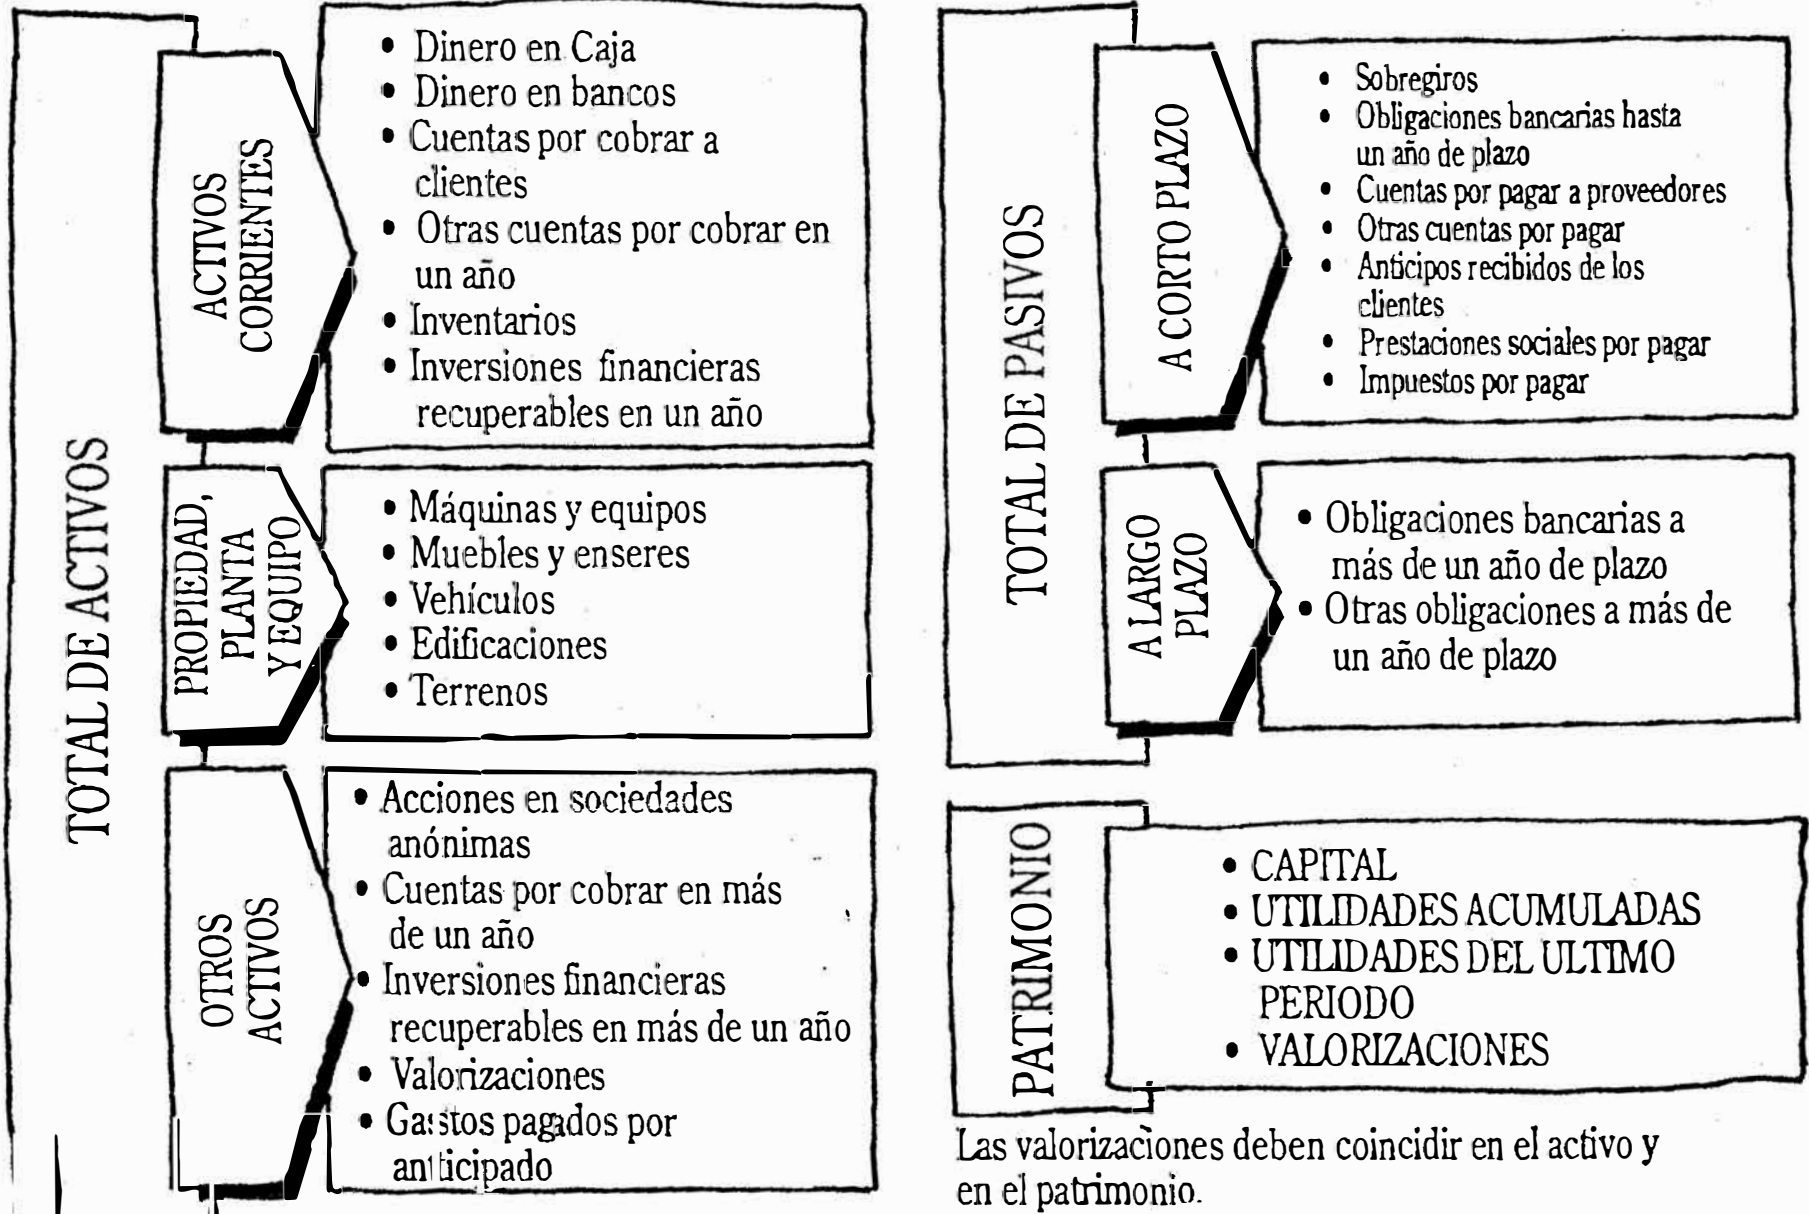 TOTAL DE ACTIVOS
ACTIVOS
CORRIENTES
• Dinero en Caja
• Dinero en bancos
• Cuentas por cobrar a
clientes
• Otras cuentas por cobrar en
un año
• Inventarios
• Inversiones financieras
recuperables en un año
PROPIEDAD,
PLANTA
Y EQUIPO
• Máquinas y equipos
• Muebles y enseres
• Vehículos
• Edificaciones
• Terrenos
OTROS
ACTIVOS
• Acciones en sociedades
anónimas
• Cuentas por cobrar en más
de un año
• Inversiones financieras
recuperables en más de un año
• Valorizaciones
• Gastos pagados por
anticipado
TOTAL DE PASIVOS
A CORTO PLAZO
• Sobregiros
• Obligaciones bancarias hasta
un año de plazo
• Cuentas por pagar a proveedores
• Otras cuentas por pagar
• Anticipos recibidos de los
clientes
• Prestaciones sociales por pagar
• Impuestos por pagar
A LARGO
PLAZO
• Obligaciones bancarias a
más de un año de plazo
• Otras obligaciones a más de
un año de plazo
PATRIMONIO
• CAPITAL
• UTILIDADES ACUMULADAS
• UTILIDADES DEL ULTIMO
PERIODO
• VALORIZACIONES
Las valorizaciones deben coincidir en el activo y
en el patrimonio.